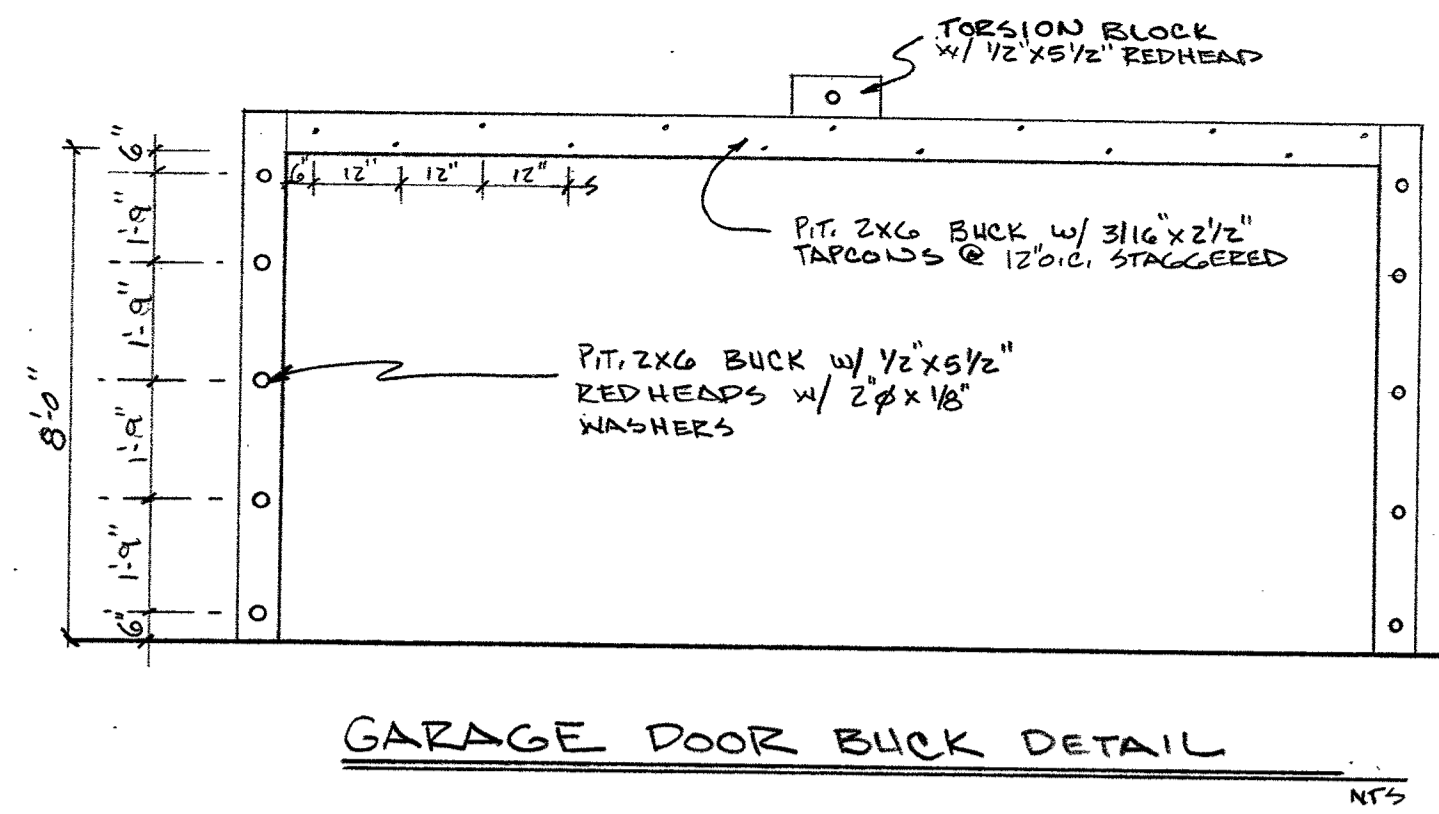 TORSION BLOCK
W/ 1/2"X5 1/2" REDHEAD
6"
1'-9"
1'-9"
1'-9"
1'-9"
6"
8'-0"
6" 12" 12" 12"
P.T. 2X6 BUCK W/ 3/16"X2 1/2"
TAPCONS @ 12"O.C. STAGGERED
P.T. 2X6 BUCK W/ 1/2"X5 1/2"
REDHEADS W/ 2"Ø X 1/8"
WASHERS
GARAGE DOOR BUCK DETAIL
NTS